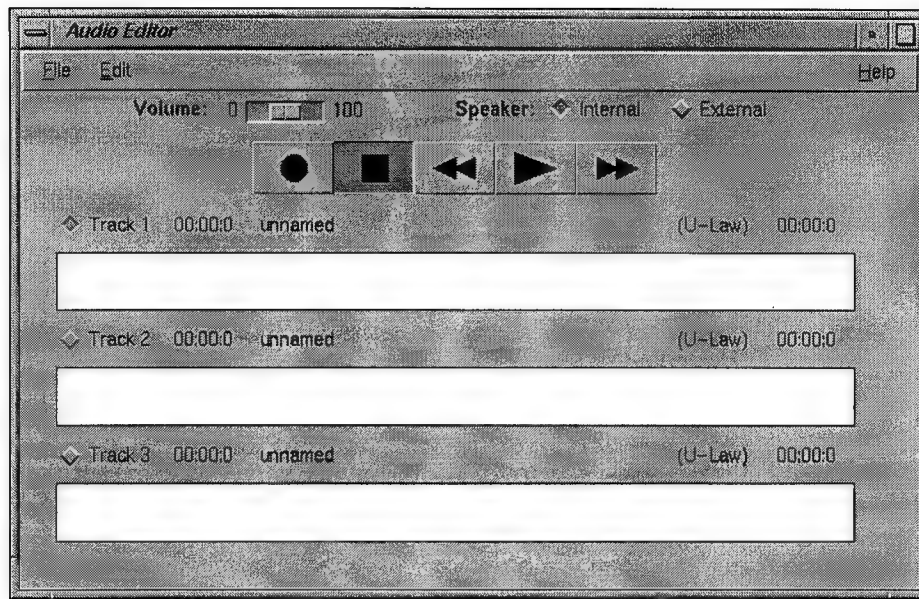 Audio Editor
File Edit Help
Volume: 0 100 Speaker: Internal External
Track 1 00:00:0 unnamed (U-Law) 00:00:0
Track 2 00:00:0 unnamed (U-Law) 00:00:0
Track 3 00:00:0 unnamed (U-Law) 00:00:0